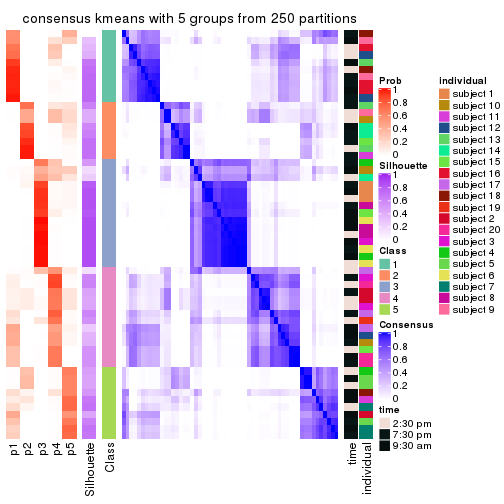 consensus kmeans with 5 groups from 250 partitions
Prob
1
0.8
0.6
0.4
0.2
0
Silhouette
1
0.8
0.6
0.4
0.2
0
Class
1
2
3
4
5
Consensus
1
0.8
0.6
0.4
0.2
0
time
2:30 pm
7:30 pm
9:30 am
individual
subject 1
subject 10
subject 11
subject 12
subject 13
subject 14
subject 15
subject 16
subject 17
subject 18
subject 19
subject 2
subject 20
subject 3
subject 4
subject 5
subject 6
subject 7
subject 8
subject 9
p1
p2
p3
p4
p5
Silhouette
Class
time
individual